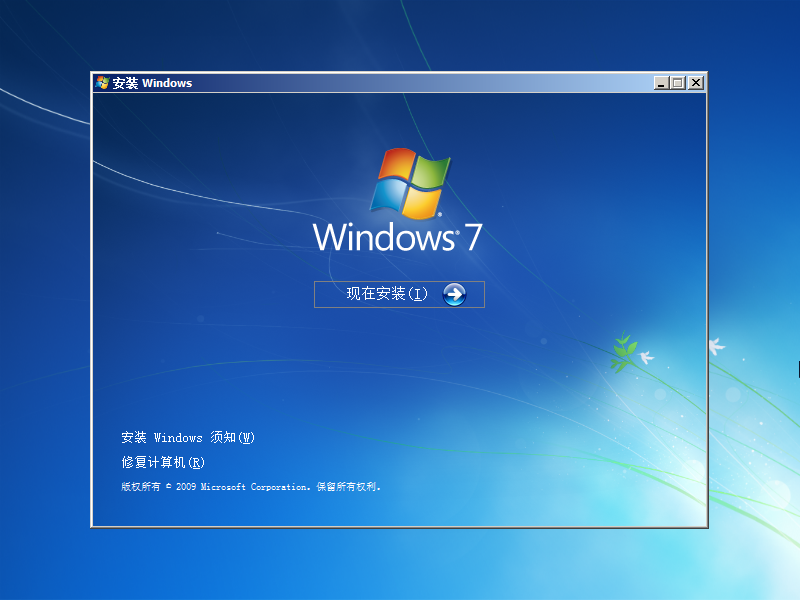 安装 Windows
Windows® 7
现在安装(I)
安装 Windows 须知(W)
修复计算机(R)
版权所有 © 2009 Microsoft Corporation. 保留所有权利。